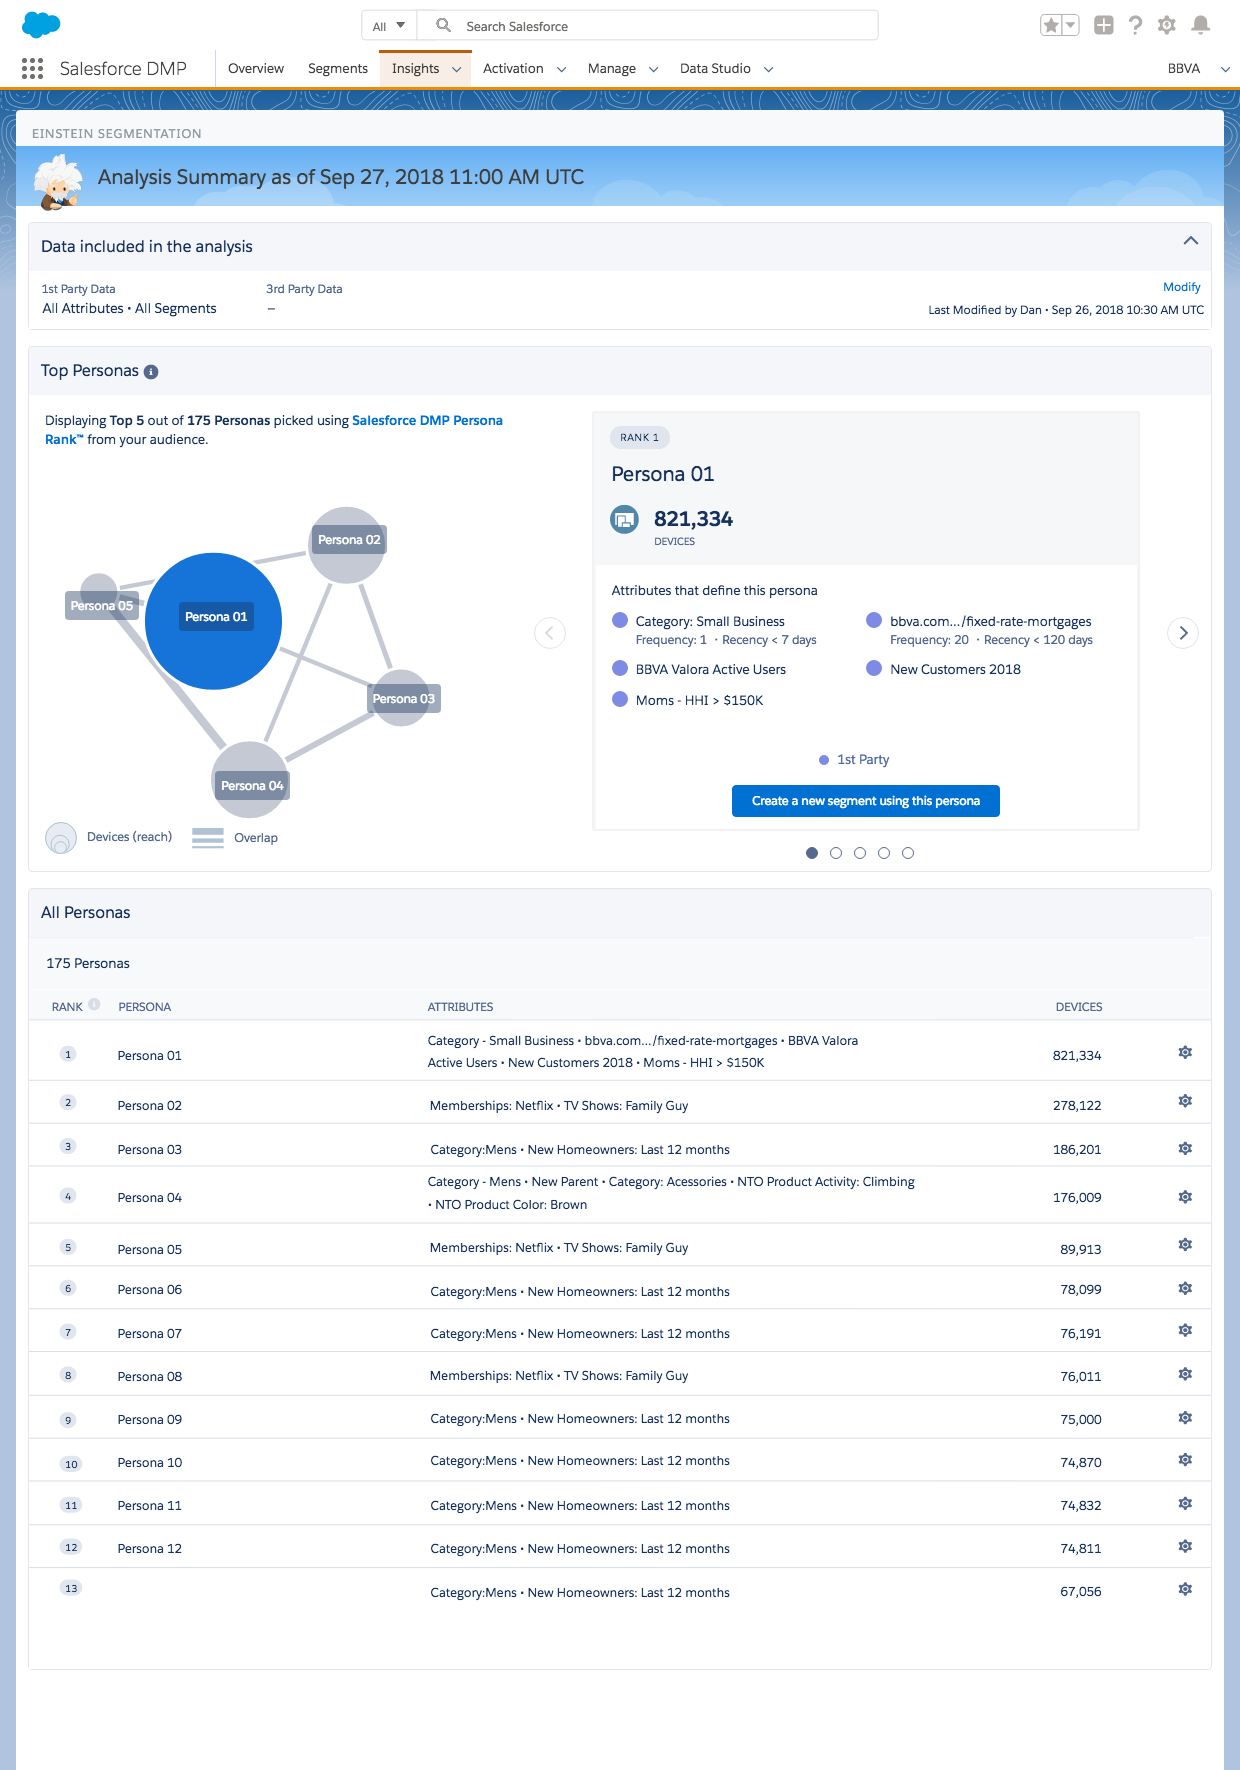 All
Search Salesforce
Salesforce DMP
Overview
Segments
Insights
Activation
Manage
Data Studio
BBVA
EINSTEIN SEGMENTATION
Analysis Summary as of Sep 27, 2018 11:00 AM UTC
Data included in the analysis
1st Party Data
3rd Party Data
Modify
All Attributes • All Segments
–
Last Modified by Dan • Sep 26, 2018 10:30 AM UTC
Top Personas
Displaying Top 5 out of 175 Personas picked using Salesforce DMP Persona
Rank™ from your audience.
Persona 02
Persona 05
Persona 01
Persona 03
Persona 04
Devices (reach)
Overlap
RANK 1
Persona 01
821,334
DEVICES
Attributes that define this persona
Category: Small Business
Frequency: 1 · Recency < 7 days
bbva.com.../fixed-rate-mortgages
Frequency: 20 · Recency < 120 days
BBVA Valora Active Users
New Customers 2018
Moms - HHI > $150K
1st Party
Create a new segment using this persona
All Personas
175 Personas
RANK PERSONA ATTRIBUTES DEVICES
Category - Small Business • bbva.com.../fixed-rate-mortgages • BBVA Valora
1 Persona 01 821,334
Active Users • New Customers 2018 • Moms - HHI > $150K
2 Persona 02 Memberships: Netflix • TV Shows: Family Guy 278,122
3 Persona 03 Category:Mens • New Homeowners: Last 12 months 186,201
Category - Mens • New Parent • Category: Acessories • NTO Product Activity: Climbing
4 Persona 04 176,009
• NTO Product Color: Brown
5 Persona 05 Memberships: Netflix • TV Shows: Family Guy 89,913
6 Persona 06 Category:Mens • New Homeowners: Last 12 months 78,099
7 Persona 07 Category:Mens • New Homeowners: Last 12 months 76,191
8 Persona 08 Memberships: Netflix • TV Shows: Family Guy 76,011
9 Persona 09 Category:Mens • New Homeowners: Last 12 months 75,000
10 Persona 10 Category:Mens • New Homeowners: Last 12 months 74,870
11 Persona 11 Category:Mens • New Homeowners: Last 12 months 74,832
12 Persona 12 Category:Mens • New Homeowners: Last 12 months 74,811
13 Category:Mens • New Homeowners: Last 12 months 67,056